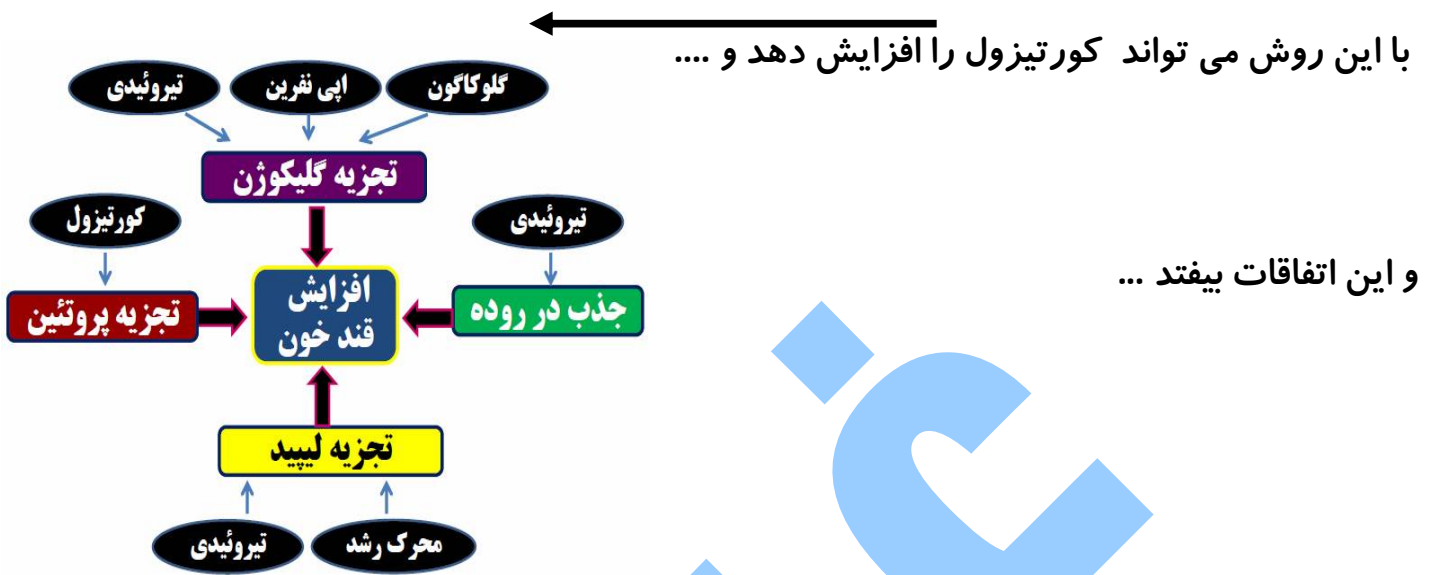 با این روش می تواند کورتیزول را افزایش دهد و ....
گلوکاگون
اپی نفرین
تیروئیدی
تجزیه گلیکوژن
تیروئیدی
کورتیزول
و این اتفاقات بیفتد ...
جذب در روده
افزایش
قند خون
تجزیه پروتئین
تجزیه لیپید
محرک رشد
تیروئیدی